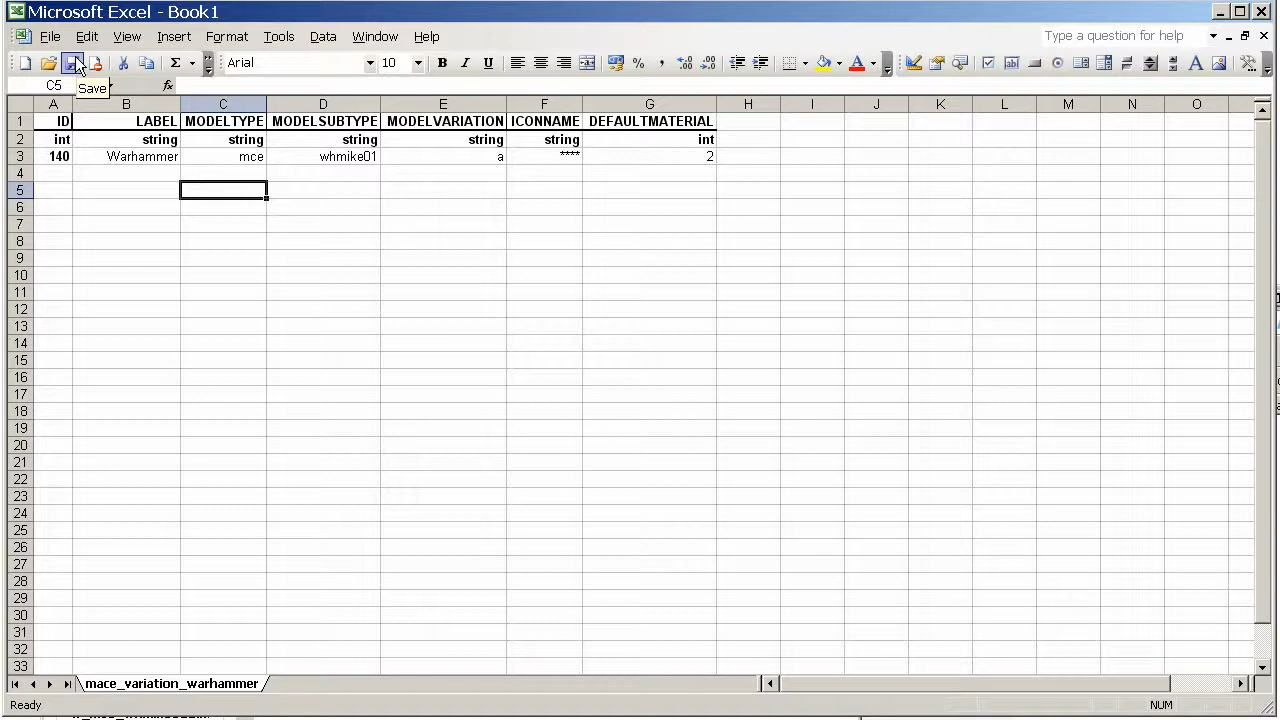 Microsoft Excel - Book1
File Edit View Insert Format Tools Data Window Help Type a question for help
Σ Arial 10 B I U %
C5 fx
Save
A B C D E F G H I J K L M N O
1 ID LABEL MODELTYPE MODELSUBTYPE MODELVARIATION ICONNAME DEFAULTMATERIAL
2 int string string string string string int
3 140 Warhammer mce whmike01 a **** 2
4
5
6
7
8
9
10
11
12
13
14
15
16
17
18
19
20
21
22
23
24
25
26
27
28
29
30
31
32
33
mace_variation_warhammer
Ready NUM